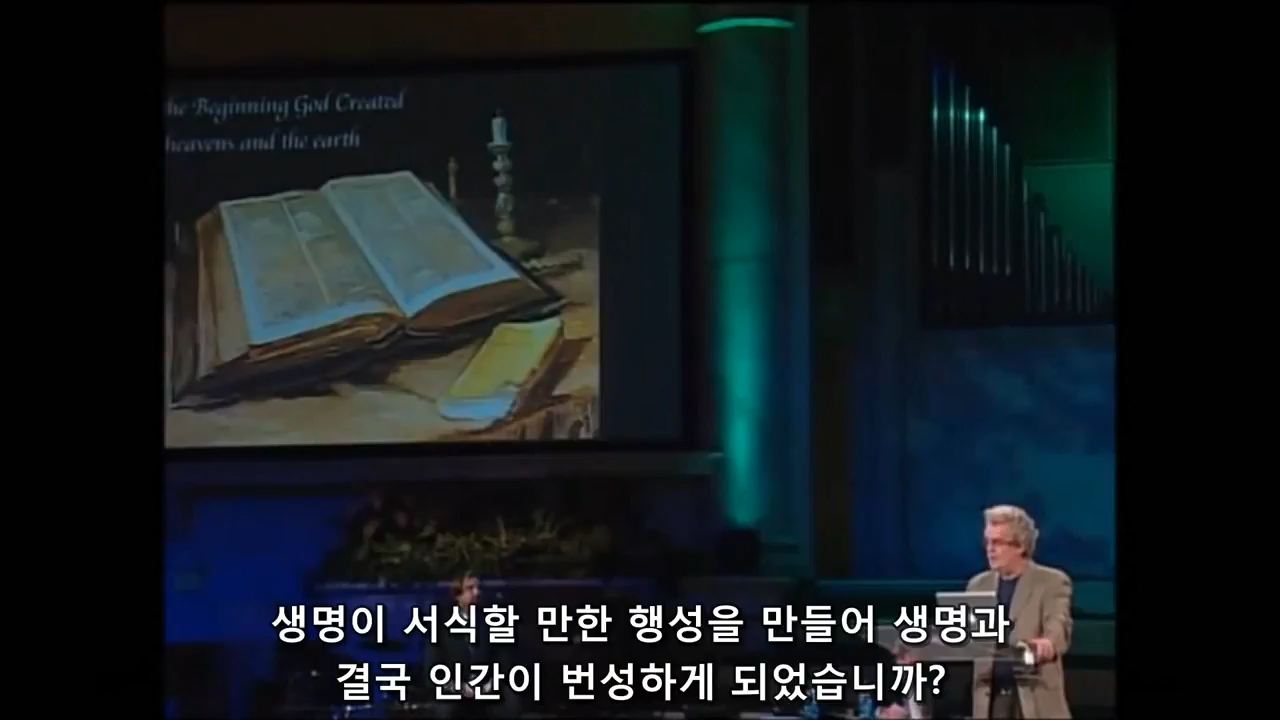 he Beginning God Created
heavens and the earth
생명이 서식할 만한 행성을 만들어 생명과
결국 인간이 번성하게 되었습니까?